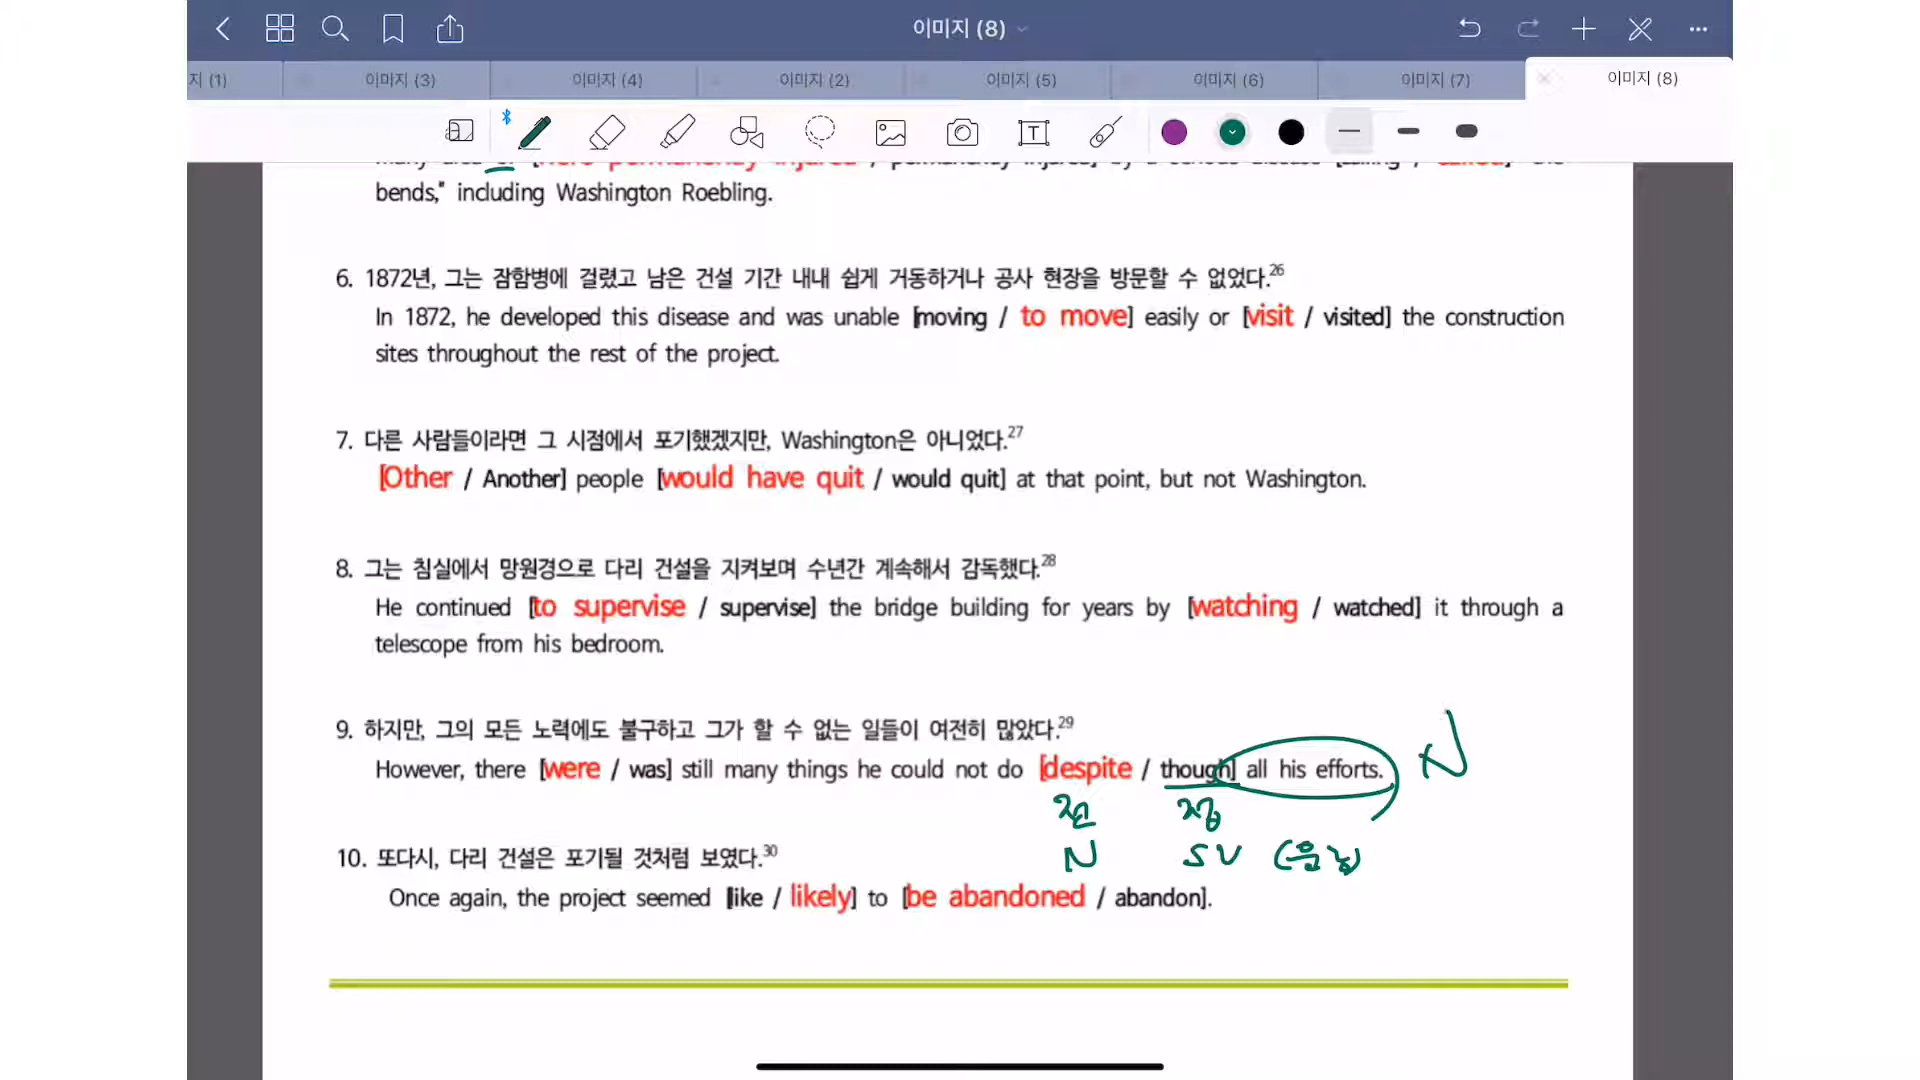 이미지 (8)
지 (1)
이미지 (3)
이미지 (4)
이미지 (2)
이미지 (5)
이미지 (6)
이미지 (7)
이미지 (8)
bends," including Washington Roebling.
6. 1872년, 그는 잠함병에 걸렸고 남은 건설 기간 내내 쉽게 거동하거나 공사 현장을 방문할 수 없었다.26
In 1872, he developed this disease and was unable [moving / to move] easily or [visit / visited] the construction
sites throughout the rest of the project.
7. 다른 사람들이라면 그 시점에서 포기했겠지만, Washington은 아니었다.27
[Other / Another] people [would have quit / would quit] at that point, but not Washington.
8. 그는 침실에서 망원경으로 다리 건설을 지켜보며 수년간 계속해서 감독했다.28
He continued [to supervise / supervise] the bridge building for years by [watching / watched] it through a
telescope from his bedroom.
9. 하지만, 그의 모든 노력에도 불구하고 그가 할 수 없는 일들이 여전히 많았다.29
However, there [were / was] still many things he could not do [despite / though] all his efforts. N
전 접
N SV
10. 또다시, 다리 건설은 포기될 것처럼 보였다.30
Once again, the project seemed [like / likely] to [be abandoned / abandon].